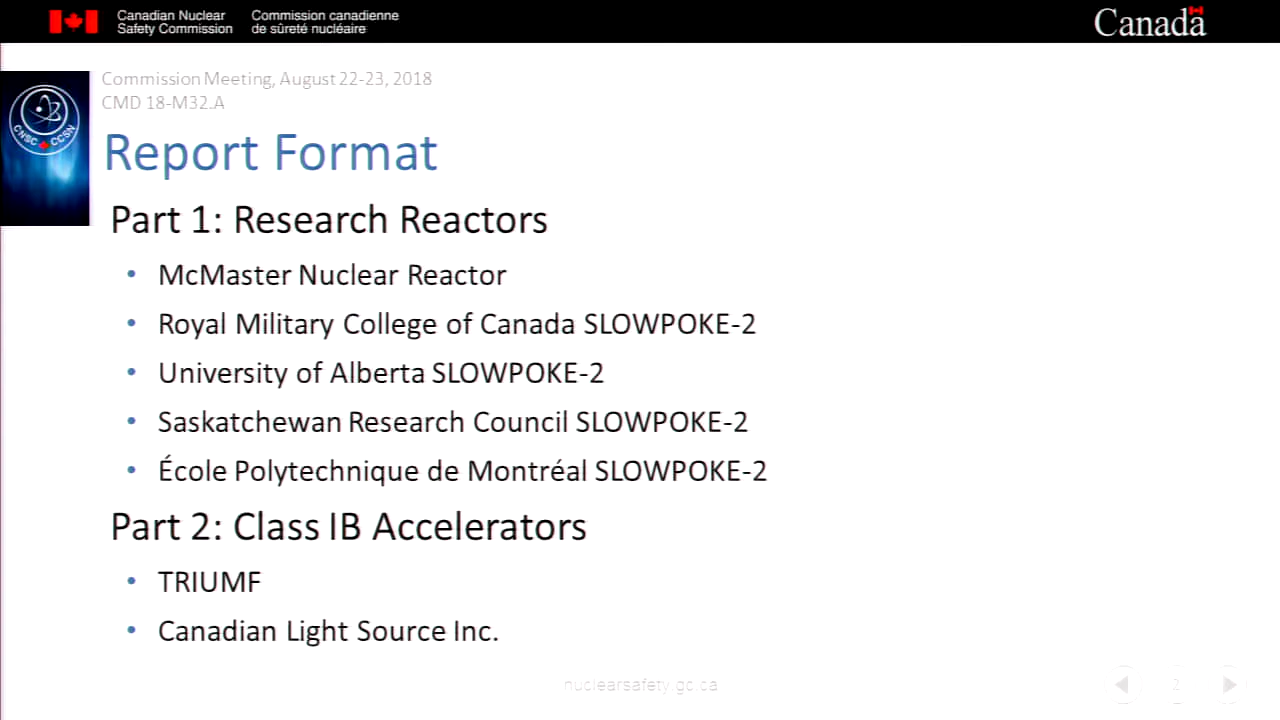 Canadian Nuclear Safety Commission
Commission canadienne de sûreté nucléaire
Canada
Commission Meeting, August 22-23, 2018
CMD 18-M32.A
CNSC CCSN
Report Format
Part 1: Research Reactors
• McMaster Nuclear Reactor
• Royal Military College of Canada SLOWPOKE-2
• University of Alberta SLOWPOKE-2
• Saskatchewan Research Council SLOWPOKE-2
• École Polytechnique de Montréal SLOWPOKE-2
Part 2: Class IB Accelerators
• TRIUMF
• Canadian Light Source Inc.
nuclearsafety.gc.ca
2